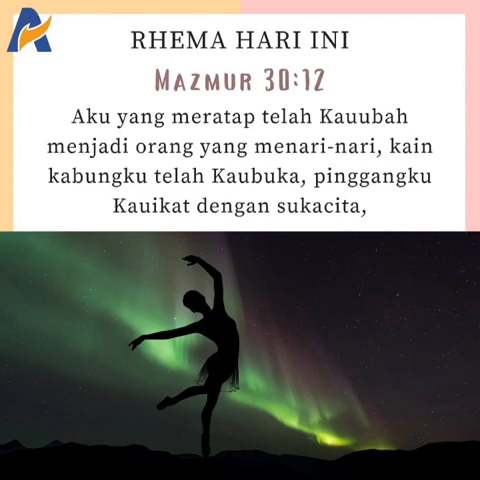 RHEMA HARI INI
MAZMUR 30:12
Aku yang meratap telah Kauubah
menjadi orang yang menari-nari, kain
kabungku telah Kaubuka, pinggangku
Kauikat dengan sukacita,